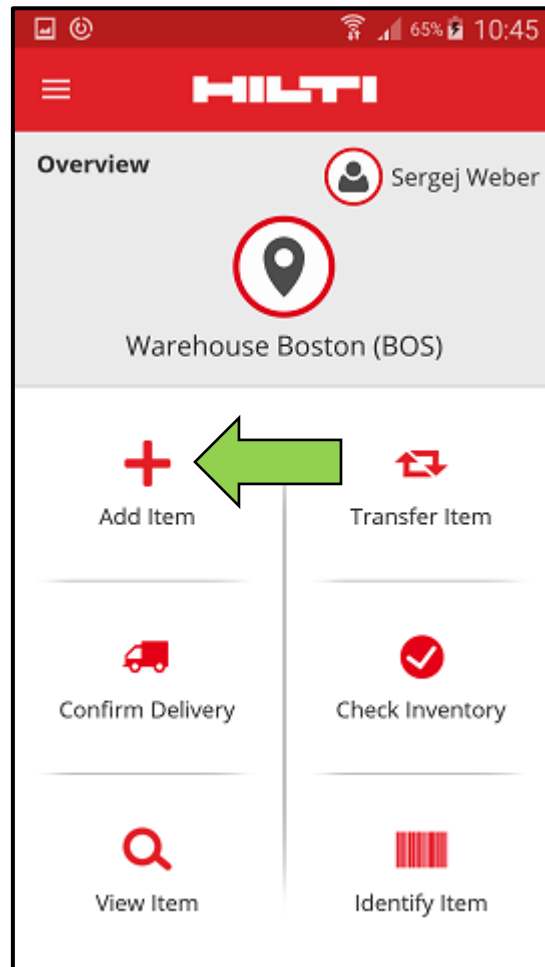 65% 10:45
HILTI
Overview
Sergej Weber
Warehouse Boston (BOS)
Add Item
Transfer Item
Confirm Delivery
Check Inventory
View Item
Identify Item